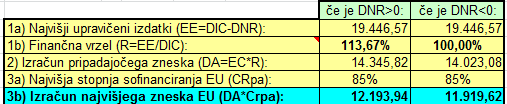 če je DNR>0: če je DNR<0:
1a) Najvišji upravičeni izdatki (EE=DIC-DNR): 19.446,57 19.446,57
1b) Finančna vrzel (R=EE/DIC): 113,67% 100,00%
2) Izračun pripadajočega zneska (DA=EC*R): 14.345,82 14.023,08
3a) Najvišja stopnja sofinanciranja EU (CRpa): 85% 85%
3b) Izračun najvišjega zneska EU (DA*Crpa): 12.193,94 11.919,62